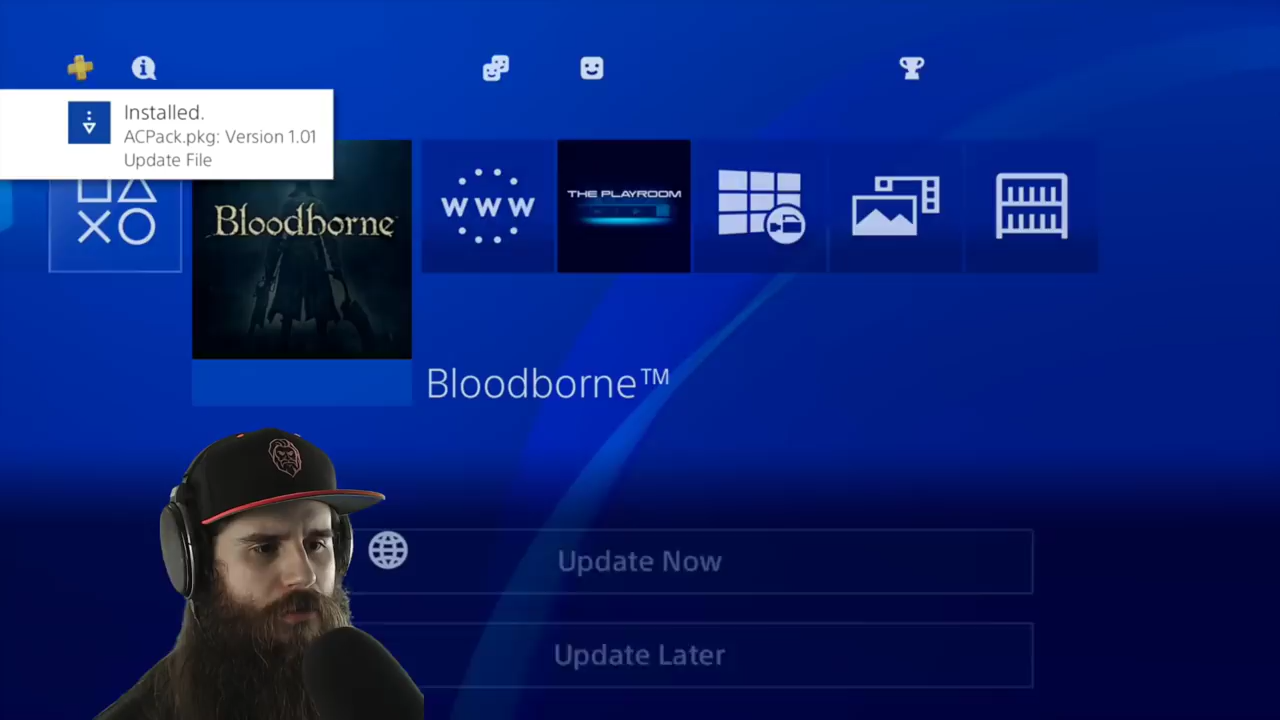 Installed.
ACPack.pkg: Version 1.01
Update File
Bloodborne
WWW
THE PLAYROOM
Bloodborne™
Update Now
Update Later